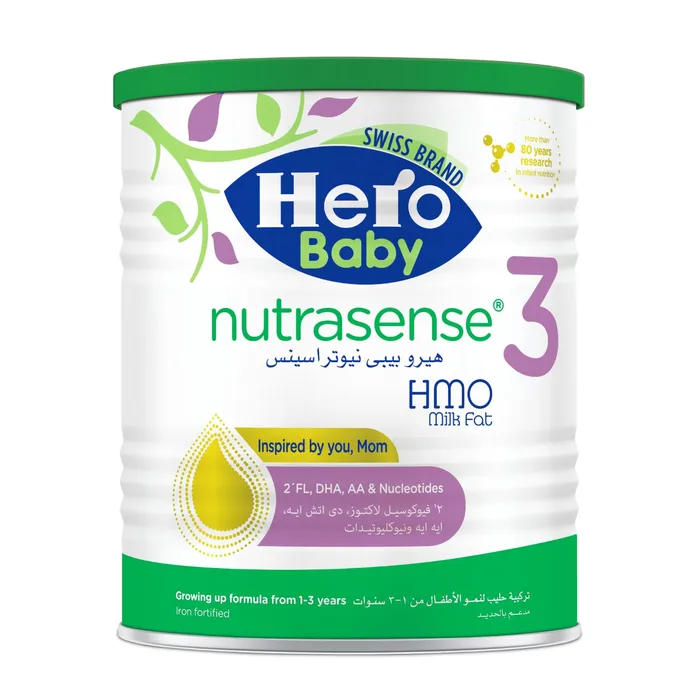 SWISS BRAND
Hero
Baby
More than
80 years
research
in infant nutrition
nutrasense®
3
هيرو بيبي نيوتراسينس
HMO
Milk Fat
Inspired by you, Mom
2´FL, DHA, AA & Nucleotides
٢' فيوكوسيل لاكتوز، دى اتش ايه،
ايه ايه ونيوكليوتيدات
Growing up formula from 1-3 years
Iron fortified
تركيبة حليب لنمو الأطفال من ١-٣ سنوات
مدعم بالحديد